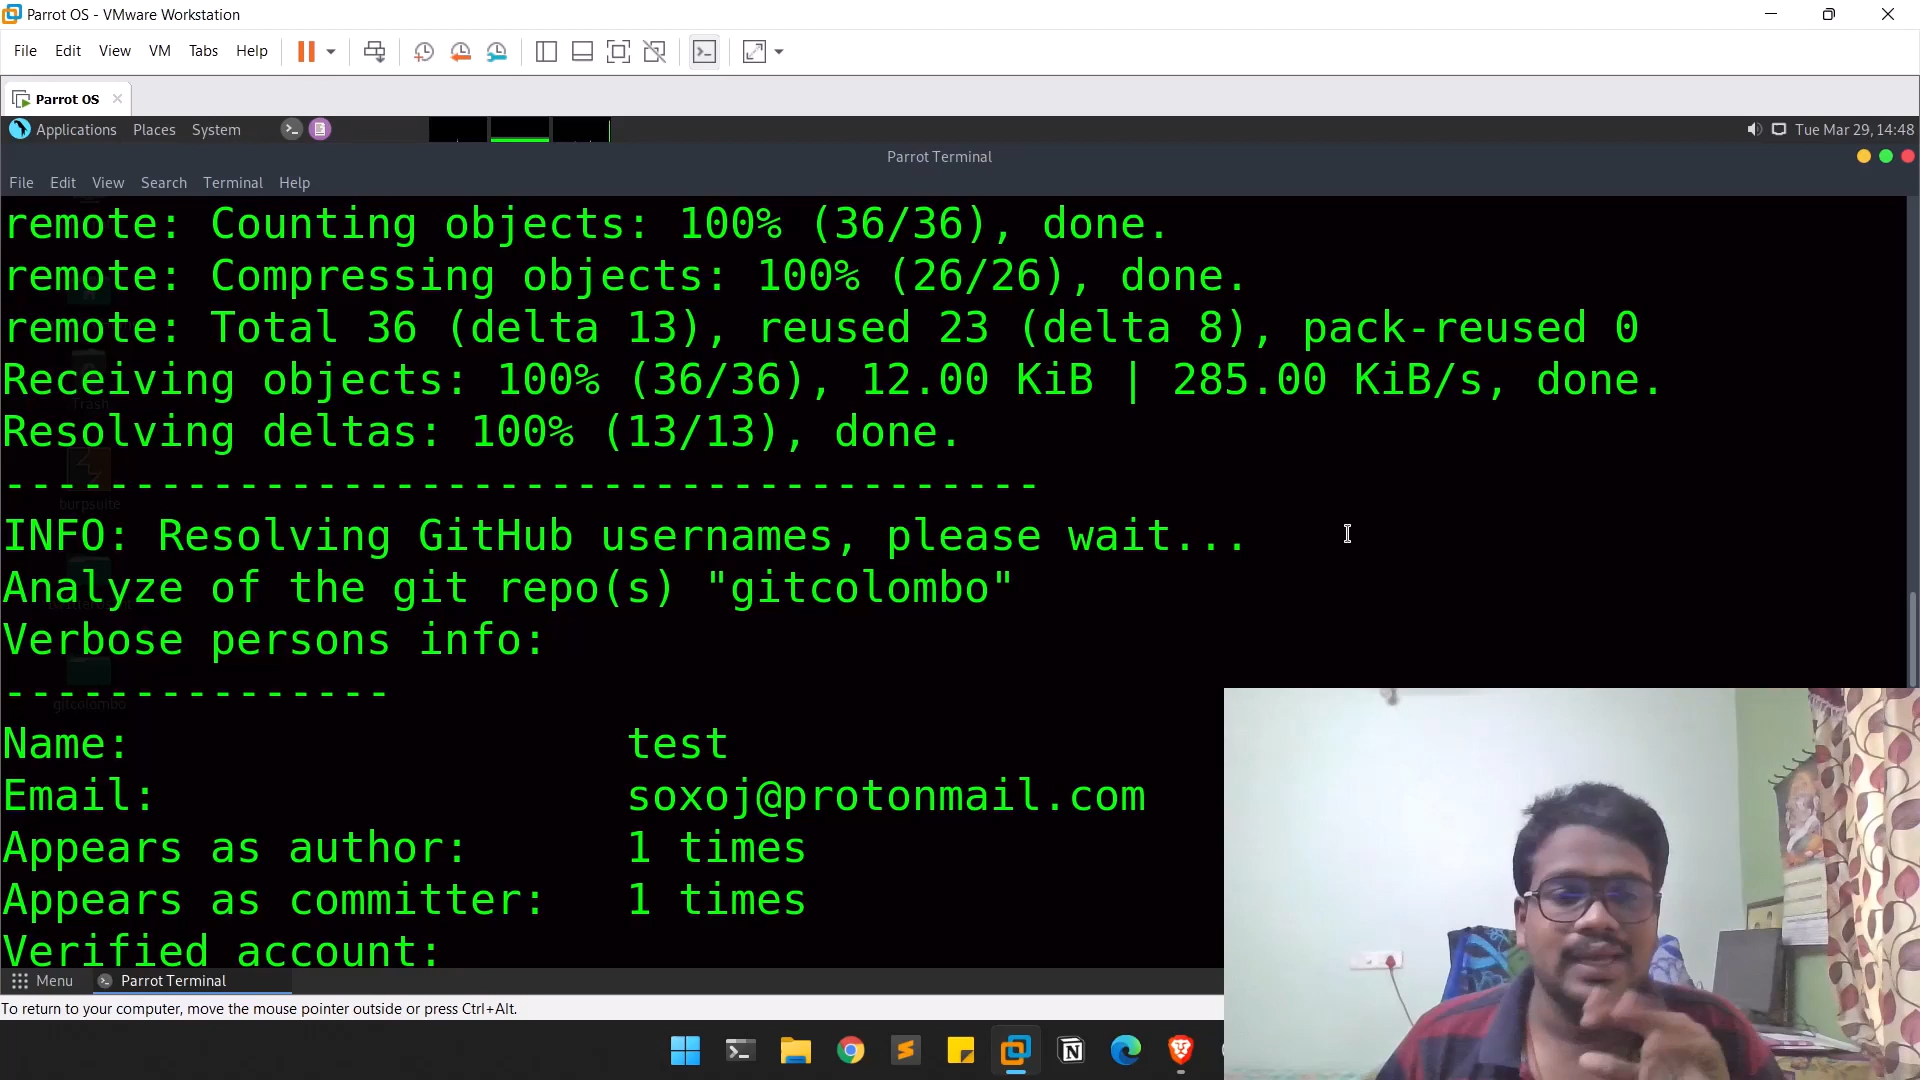 Parrot OS - VMware Workstation
File Edit View VM Tabs Help
Parrot OS
Applications Places System
Tue Mar 29, 14:48
Parrot Terminal
File Edit View Search Terminal Help
remote: Counting objects: 100% (36/36), done.
remote: Compressing objects: 100% (26/26), done.
remote: Total 36 (delta 13), reused 23 (delta 8), pack-reused 0
Receiving objects: 100% (36/36), 12.00 KiB | 285.00 KiB/s, done.
Trash
Resolving deltas: 100% (13/13), done.
----------------------------------------
burpsuite
INFO: Resolving GitHub usernames, please wait...
Analyze of the git repo(s) "gitcolombo"
Verbose persons info:
---------------
gitcolombo
Name: test
Email: soxoj@protonmail.com
Appears as author: 1 times
Appears as committer: 1 times
Verified account:
Menu Parrot Terminal
To return to your computer, move the mouse pointer outside or press Ctrl+Alt.